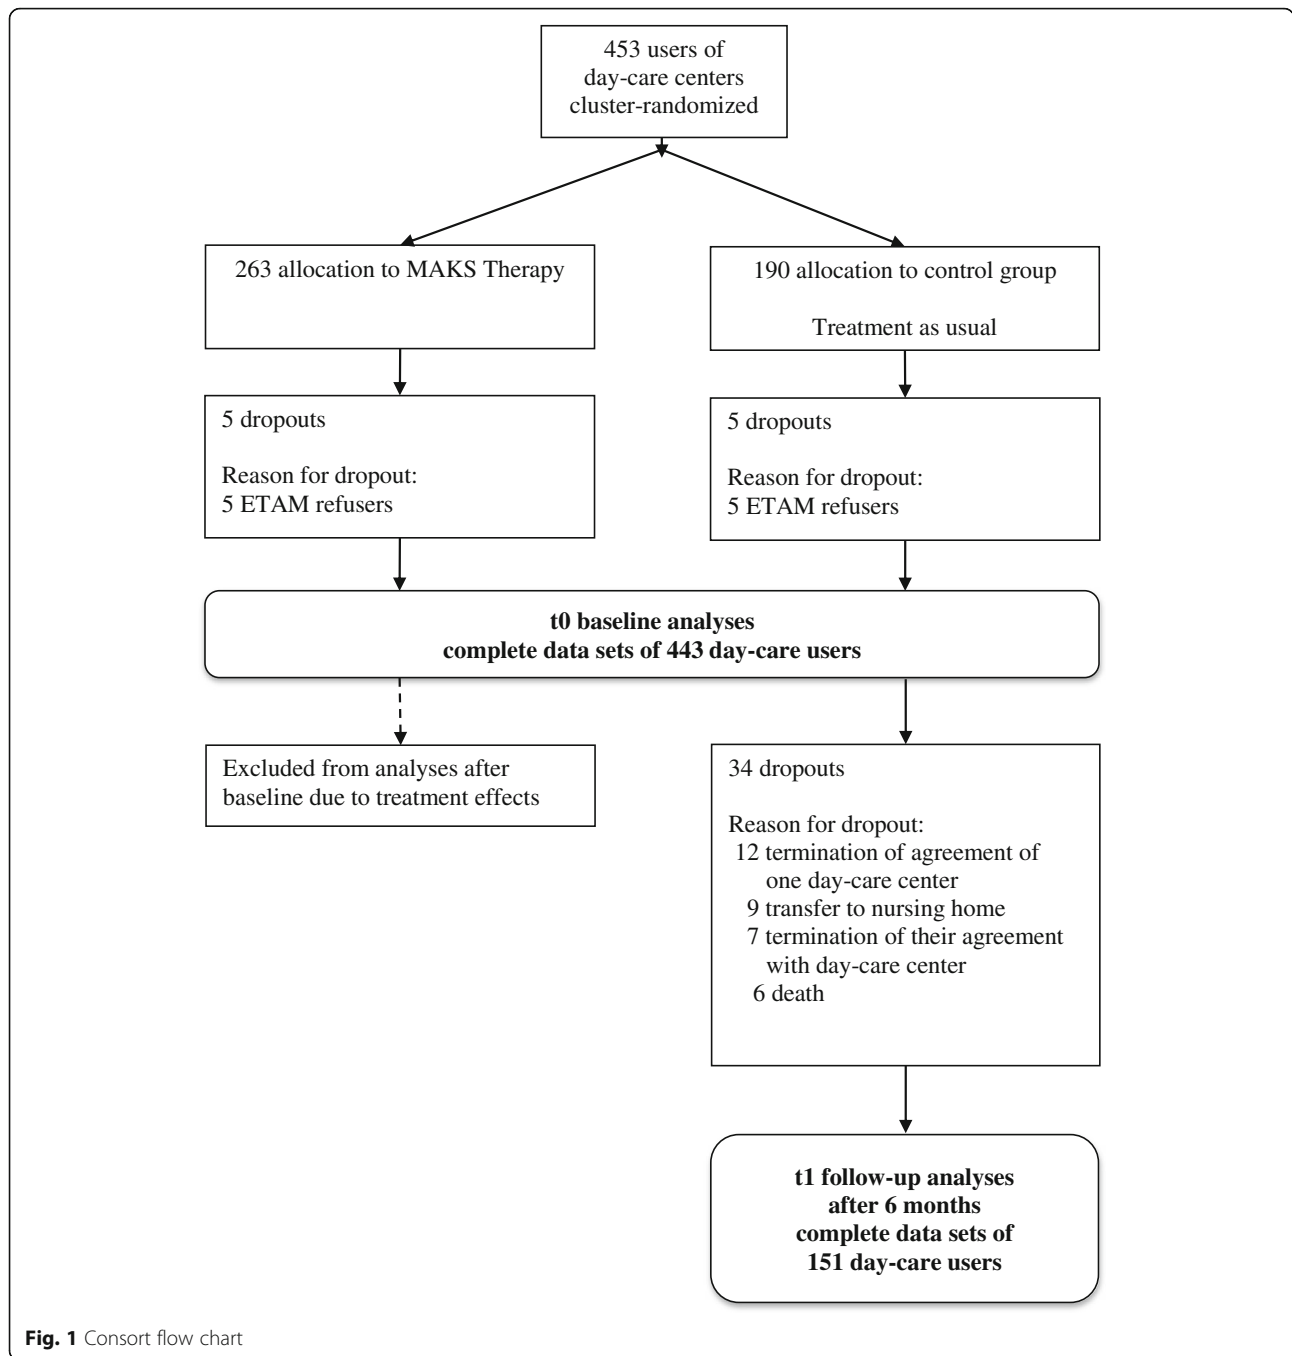 453 users of
day-care centers
cluster-randomized
263 allocation to MAKS Therapy
190 allocation to control group
Treatment as usual
5 dropouts
Reason for dropout:
5 ETAM refusers
5 dropouts
Reason for dropout:
5 ETAM refusers
t0 baseline analyses
complete data sets of 443 day-care users
Excluded from analyses after
baseline due to treatment effects
34 dropouts
Reason for dropout:
12 termination of agreement of
one day-care center
9 transfer to nursing home
7 termination of their agreement
with day-care center
6 death
t1 follow-up analyses
after 6 months
complete data sets of
151 day-care users
Fig. 1 Consort flow chart